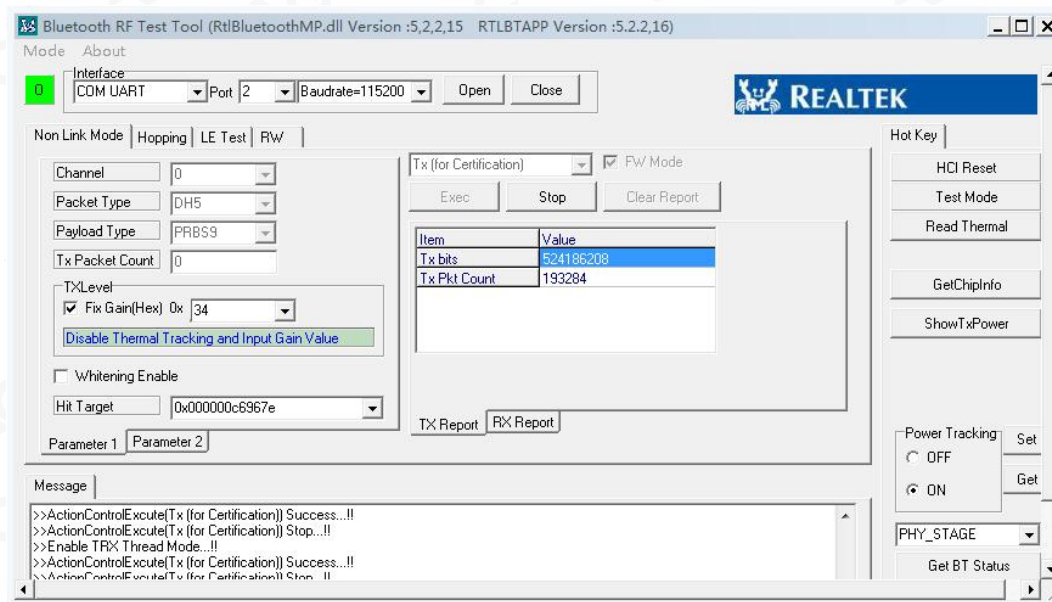 Bluetooth RF Test Tool (RtlBluetoothMP.dll Version :5,2,2,15 RTLBTAPP Version :5.2.2,16)
Mode About
0
Interface
COM UART
Port
2
Baudrate=115200
Open
Close
REALTEK
Non Link Mode
Hopping
LE Test
RW
Hot Key
Channel
0
Packet Type
DH5
Payload Type
PRBS9
Tx Packet Count
0
TXLevel
Fix Gain(Hex) 0x
34
Disable Thermal Tracking and Input Gain Value
Whitening Enable
Hit Target
0x000000c6967e
Parameter 1
Parameter 2
Tx (for Certification)
FW Mode
Exec
Stop
Clear Report
Item Value
Tx bits 524186208
Tx Pkt Count 193284
TX Report
RX Report
HCI Reset
Test Mode
Read Thermal
GetChipInfo
ShowTxPower
Power Tracking
OFF
ON
Set
Get
PHY_STAGE
Get BT Status
Message
>>ActionControlExcute(Tx (for Certification)) Success...!!
>>ActionControlExcute(Tx (for Certification)) Stop...!!
>>Enable TRX Thread Mode...!!
>>ActionControlExcute(Tx (for Certification)) Success...!!
>>ActionControlExcute(Tx (for Certification)) Stop...!!